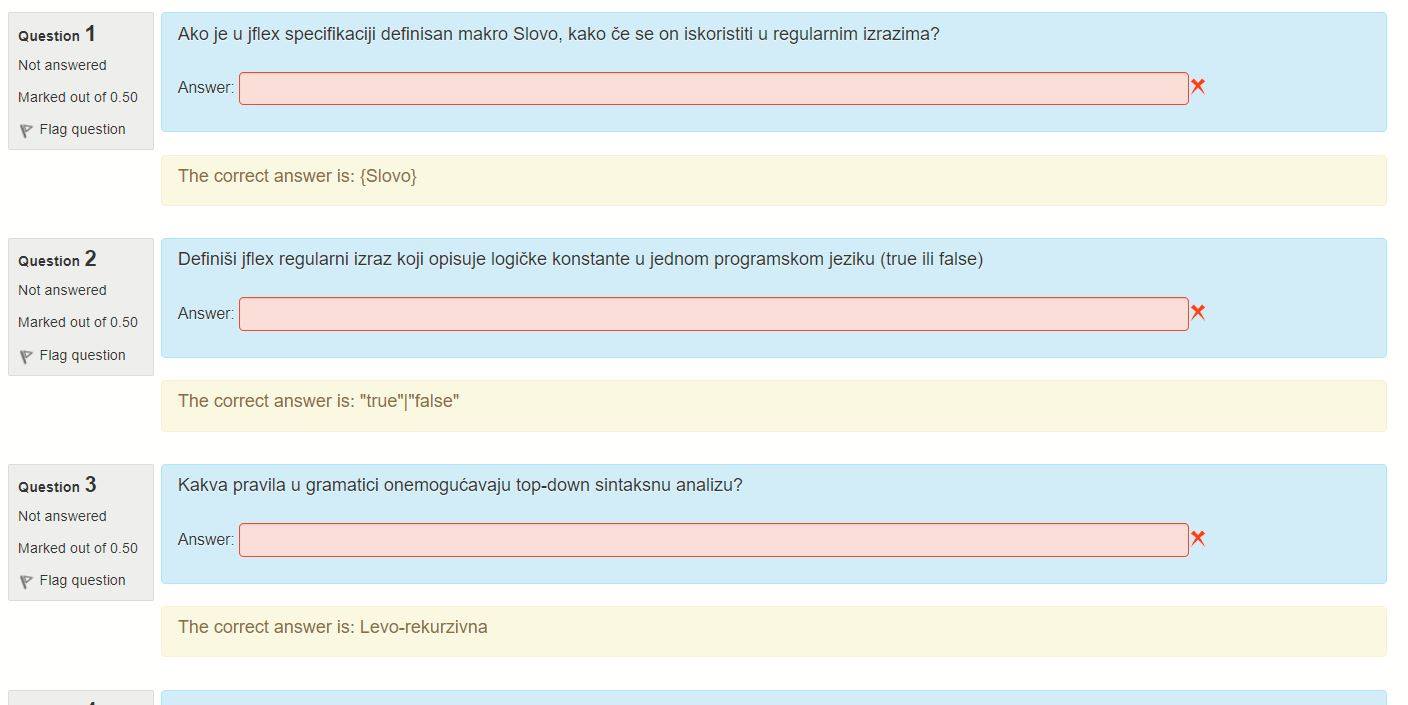 Question 1
Not answered
Marked out of 0.50
Flag question
Ako je u jflex specifikaciji definisan makro Slovo, kako če se on iskoristiti u regularnim izrazima?
Answer:
The correct answer is: {Slovo}
Question 2
Not answered
Marked out of 0.50
Flag question
Definiši jflex regularni izraz koji opisuje logičke konstante u jednom programskom jeziku (true ili false)
Answer:
The correct answer is: "true"|"false"
Question 3
Not answered
Marked out of 0.50
Flag question
Kakva pravila u gramatici onemogućavaju top-down sintaksnu analizu?
Answer:
The correct answer is: Levo-rekurzivna